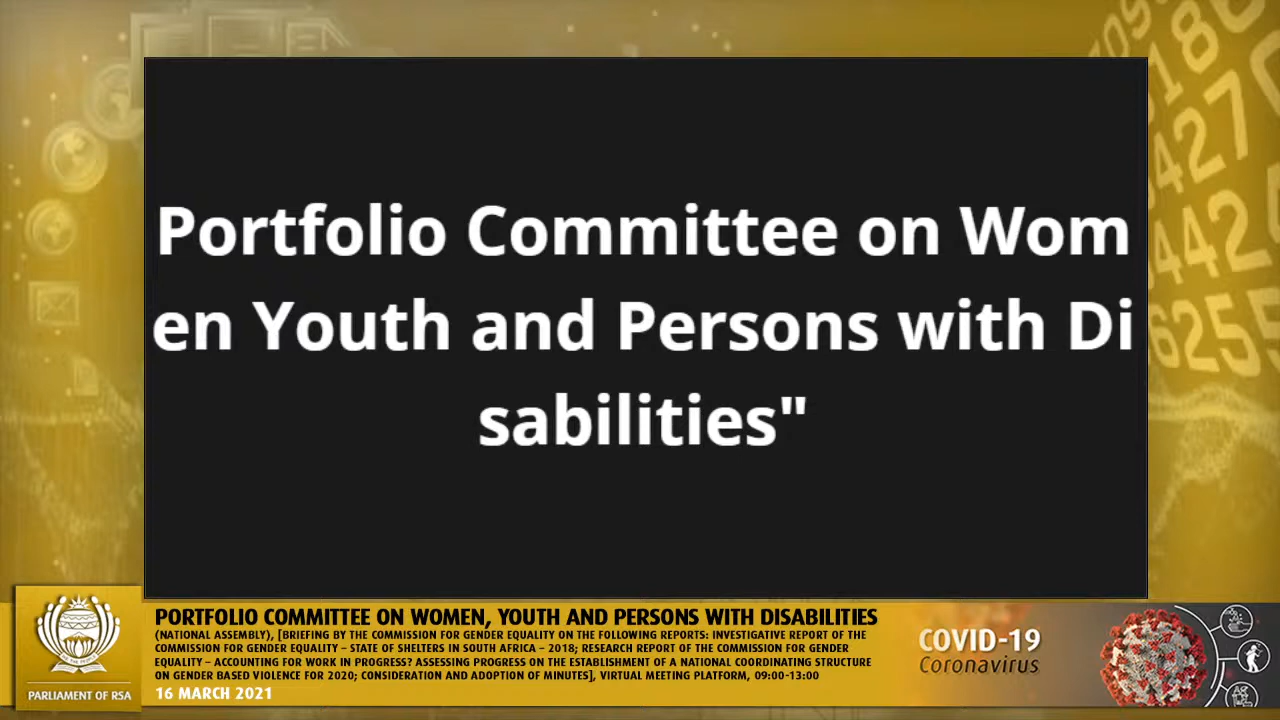 Portfolio Committee on Wom
en Youth and Persons with Di
sabilities"
PORTFOLIO COMMITTEE ON WOMEN, YOUTH AND PERSONS WITH DISABILITIES
(NATIONAL ASSEMBLY), [BRIEFING BY THE COMMISSION FOR GENDER EQUALITY ON THE FOLLOWING REPORTS: INVESTIGATIVE REPORT OF THE
COMMISSION FOR GENDER EQUALITY – STATE OF SHELTERS IN SOUTH AFRICA – 2018; RESEARCH REPORT OF THE COMMISSION FOR GENDER
EQUALITY – ACCOUNTING FOR WORK IN PROGRESS? ASSESSING PROGRESS ON THE ESTABLISHMENT OF A NATIONAL COORDINATING STRUCTURE
ON GENDER BASED VIOLENCE FOR 2020; CONSIDERATION AND ADOPTION OF MINUTES], VIRTUAL MEETING PLATFORM, 09:00-13:00
16 MARCH 2021
PARLIAMENT OF RSA
COVID-19
Coronavirus
6255